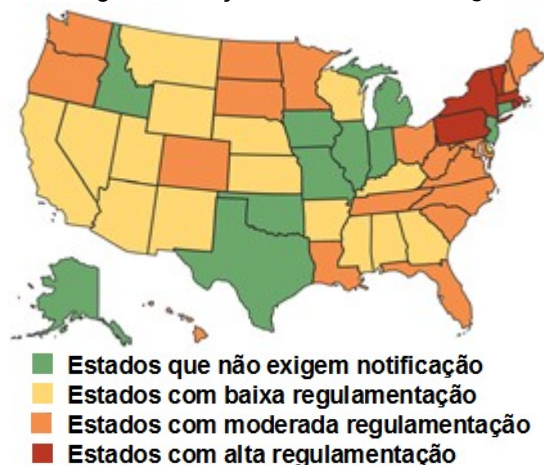 Estados que não exigem notificação
Estados com baixa regulamentação
Estados com moderada regulamentação
Estados com alta regulamentação